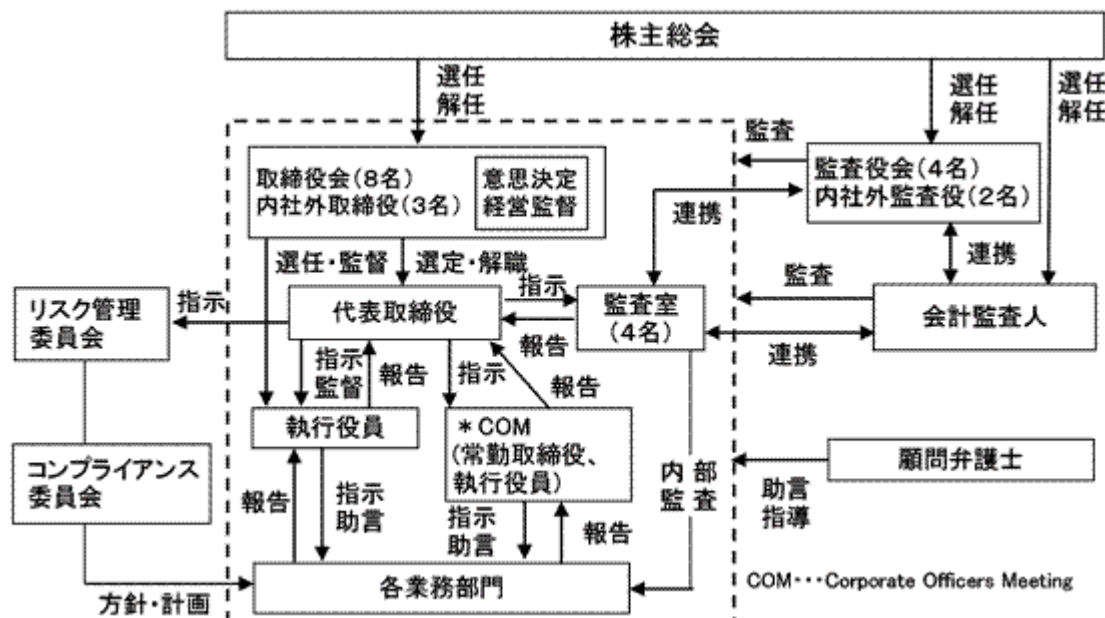 株主総会
選任
解任
選任
解任
選任
解任
監査
取締役会(8名)
内社外取締役(3名)
意思決定
経営監督
監査役会(4名)
内社外監査役(2名)
連携
連携
選任・監督
選定・解職
指示
監査
リスク管理
委員会
指示
代表取締役
監査室
(4名)
会計監査人
報告
連携
指示
監督
報告
指示
報告
執行役員
*COM
(常勤取締役、
執行役員)
内部
監査
顧問弁護士
コンプライアンス
委員会
報告
指示
助言
指示
助言
報告
助言
指導
各業務部門
方針・計画
COM・・・Corporate Officers Meeting